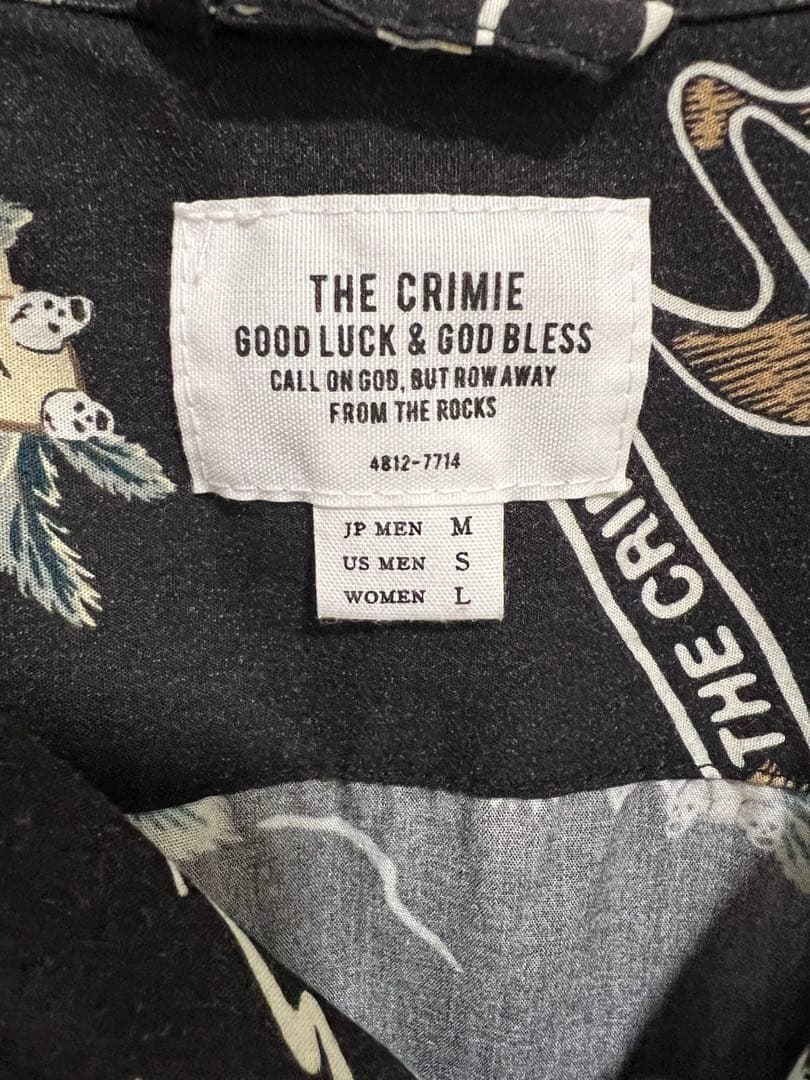 THE CRIMIE
GOOD LUCK & GOD BLESS
CALL ON GOD, BUT ROW AWAY
FROM THE ROCKS
4812-7714
JP MEN M
US MEN S
WOMEN L
THE CRI